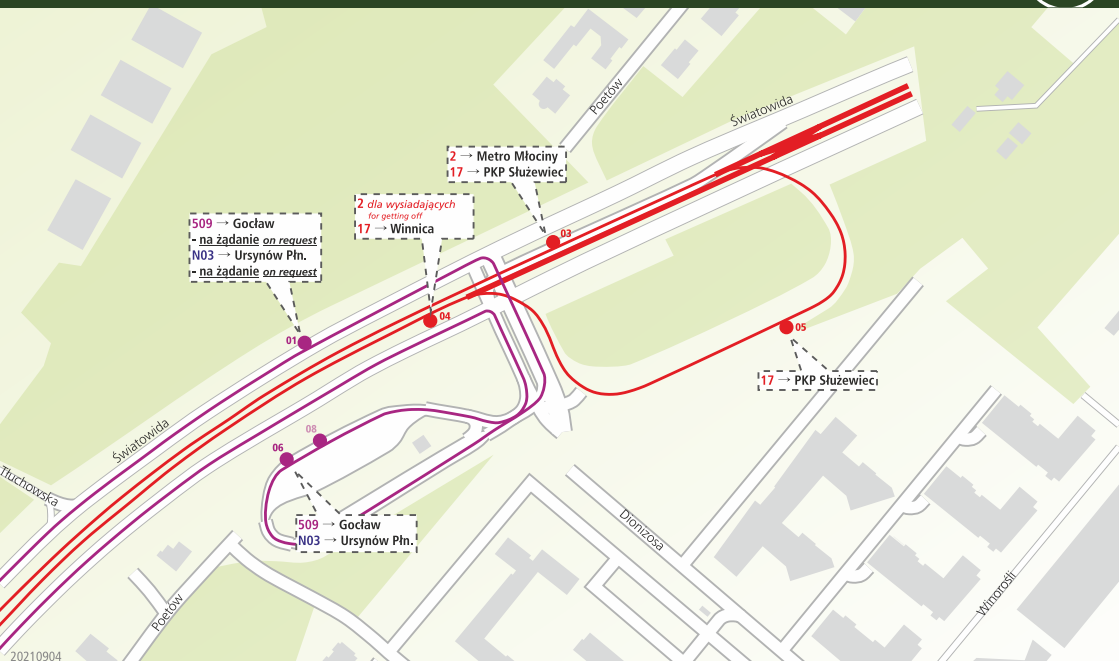 Poetów
Światowida
2 → Metro Młociny
17 → PKP Służewiec
03
2 dla wysiadających
for getting off
17 → Winnica
04
509 → Gocław
- na żądanie on request
N03 → Ursynów Płn.
- na żądanie on request
01
05
17 → PKP Służewiec
Światowida
Tłuchowska
08
06
509 → Gocław
N03 → Ursynów Płn.
Dionizosa
Winorośli
Poetów
20210904